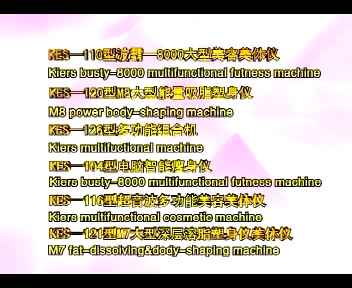 KES—110型波霸—8000大型美容美体仪
Kiers busty-8000 multifunctional futness machine
KES—120型M8大型能量吸脂塑身仪
M8 power body-shaping machine
KES—126型多功能组合机
Kiers multifuctional machine
KES—104型电脑智能瘦身仪
Kiers busty-8000 multifunctional futness machine
KES—116型超音波多功能美容美体仪
Kiers multifunctional cosmetic machine
KES—121型M7大型深层溶脂塑身仪美体仪
M7 fat-dissolving&dody-shaping machine